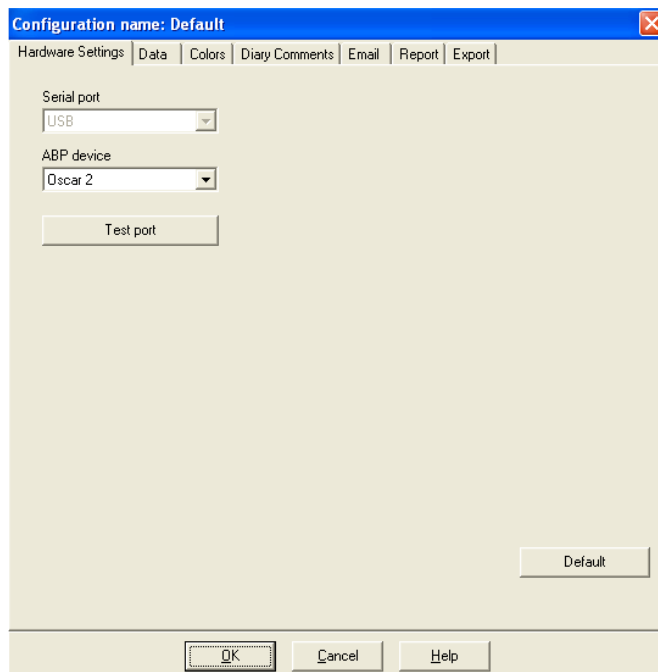 Configuration name: Default
Hardware Settings Data Colors Diary Comments Email Report Export
Serial port
USB
ABP device
Oscar 2
Test port
Default
OK Cancel Help